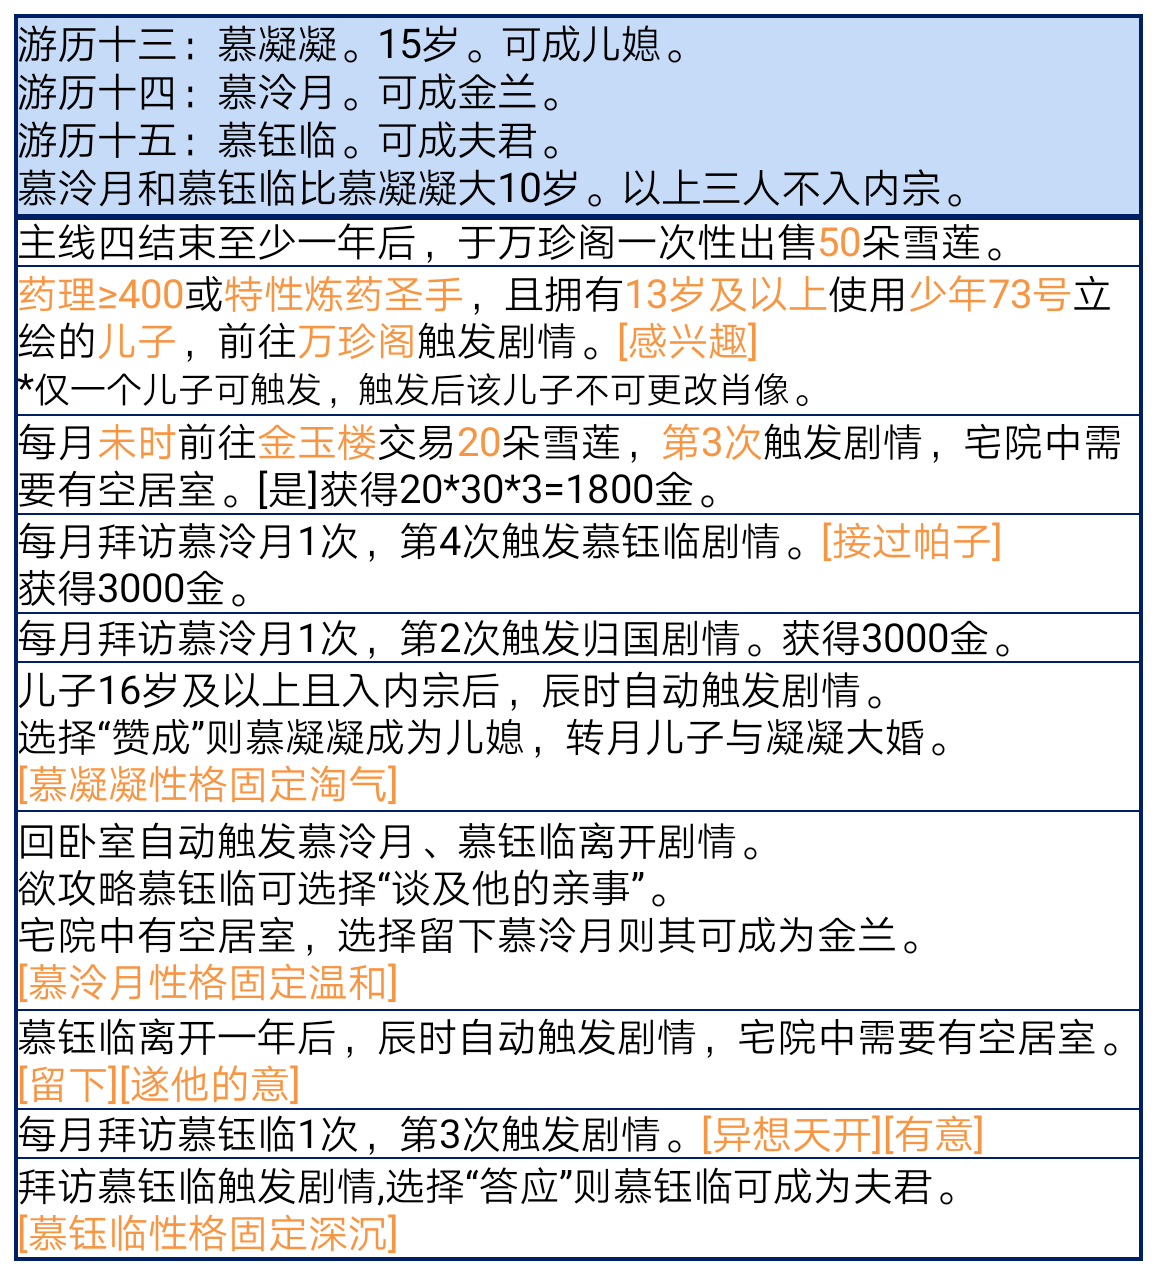 游历十三：慕凝凝。15岁。可成儿媳。
游历十四：慕泠月。可成金兰。
游历十五：慕钰临。可成夫君。
慕泠月和慕钰临比慕凝凝大10岁。以上三人不入内宗。
主线四结束至少一年后，于万珍阁一次性出售50朵雪莲。
药理≥400或特性炼药圣手，且拥有13岁及以上使用少年73号立
绘的儿子，前往万珍阁触发剧情。[感兴趣]
*仅一个儿子可触发，触发后该儿子不可更改肖像。
每月未时前往金玉楼交易20朵雪莲，第3次触发剧情，宅院中需
要有空居室。[是]获得20*30*3=1800金。
每月拜访慕泠月1次，第4次触发慕钰临剧情。[接过帕子]
获得3000金。
每月拜访慕泠月1次，第2次触发归国剧情。获得3000金。
儿子16岁及以上且入内宗后，辰时自动触发剧情。
选择“赞成”则慕凝凝成为儿媳，转月儿子与凝凝大婚。
[慕凝凝性格固定淘气]
回卧室自动触发慕泠月、慕钰临离开剧情。
欲攻略慕钰临可选择“谈及他的亲事”。
宅院中有空居室，选择留下慕泠月则其可成为金兰。
[慕泠月性格固定温和]
慕钰临离开一年后，辰时自动触发剧情，宅院中需要有空居室。
[留下][遂他的意]
每月拜访慕钰临1次，第3次触发剧情。[异想天开][有意]
拜访慕钰临触发剧情,选择“答应”则慕钰临可成为夫君。
[慕钰临性格固定深沉]